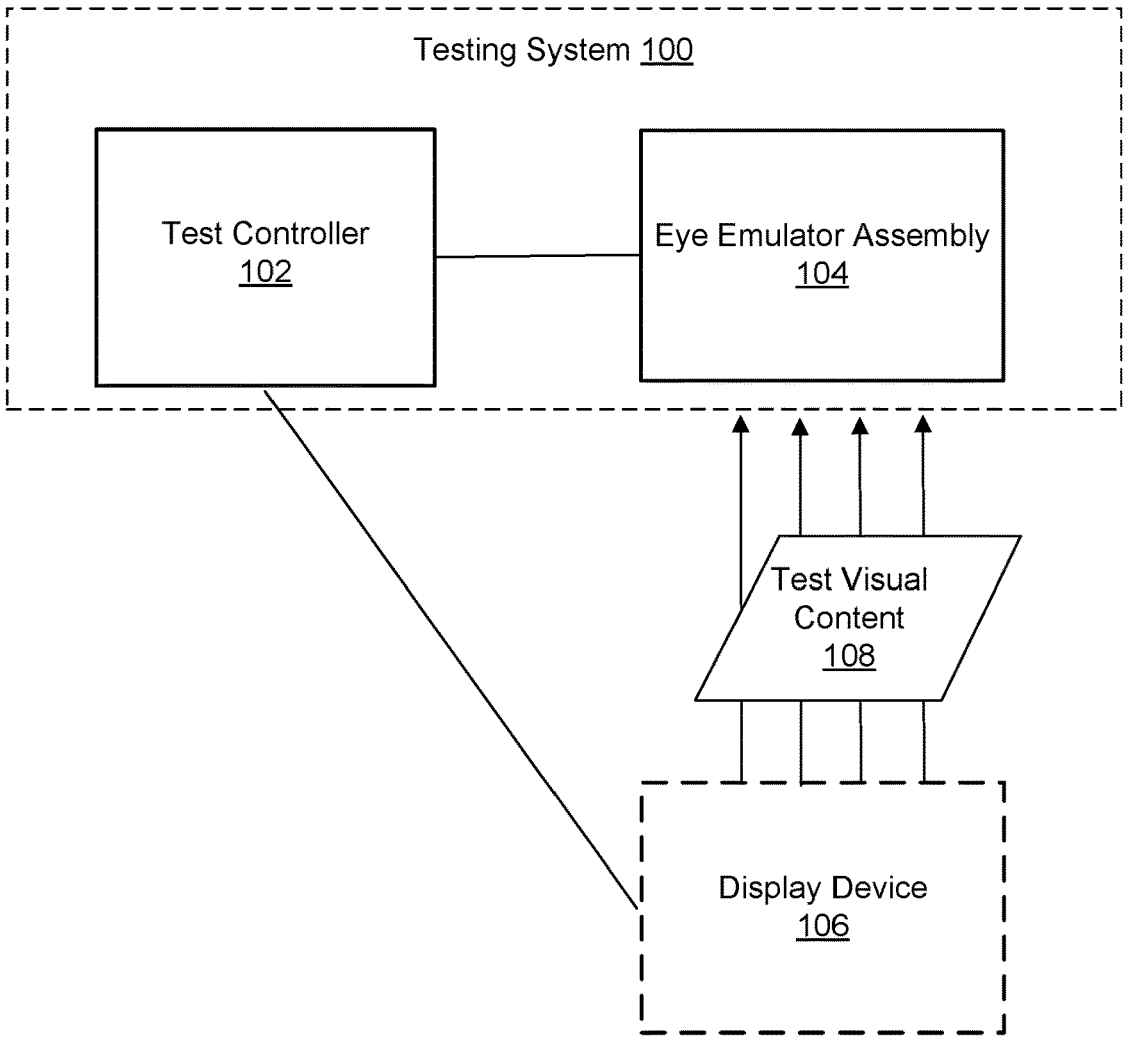 Testing System 100
Test Controller
102
Eye Emulator Assembly
104
Test Visual
Content
108
Display Device
106